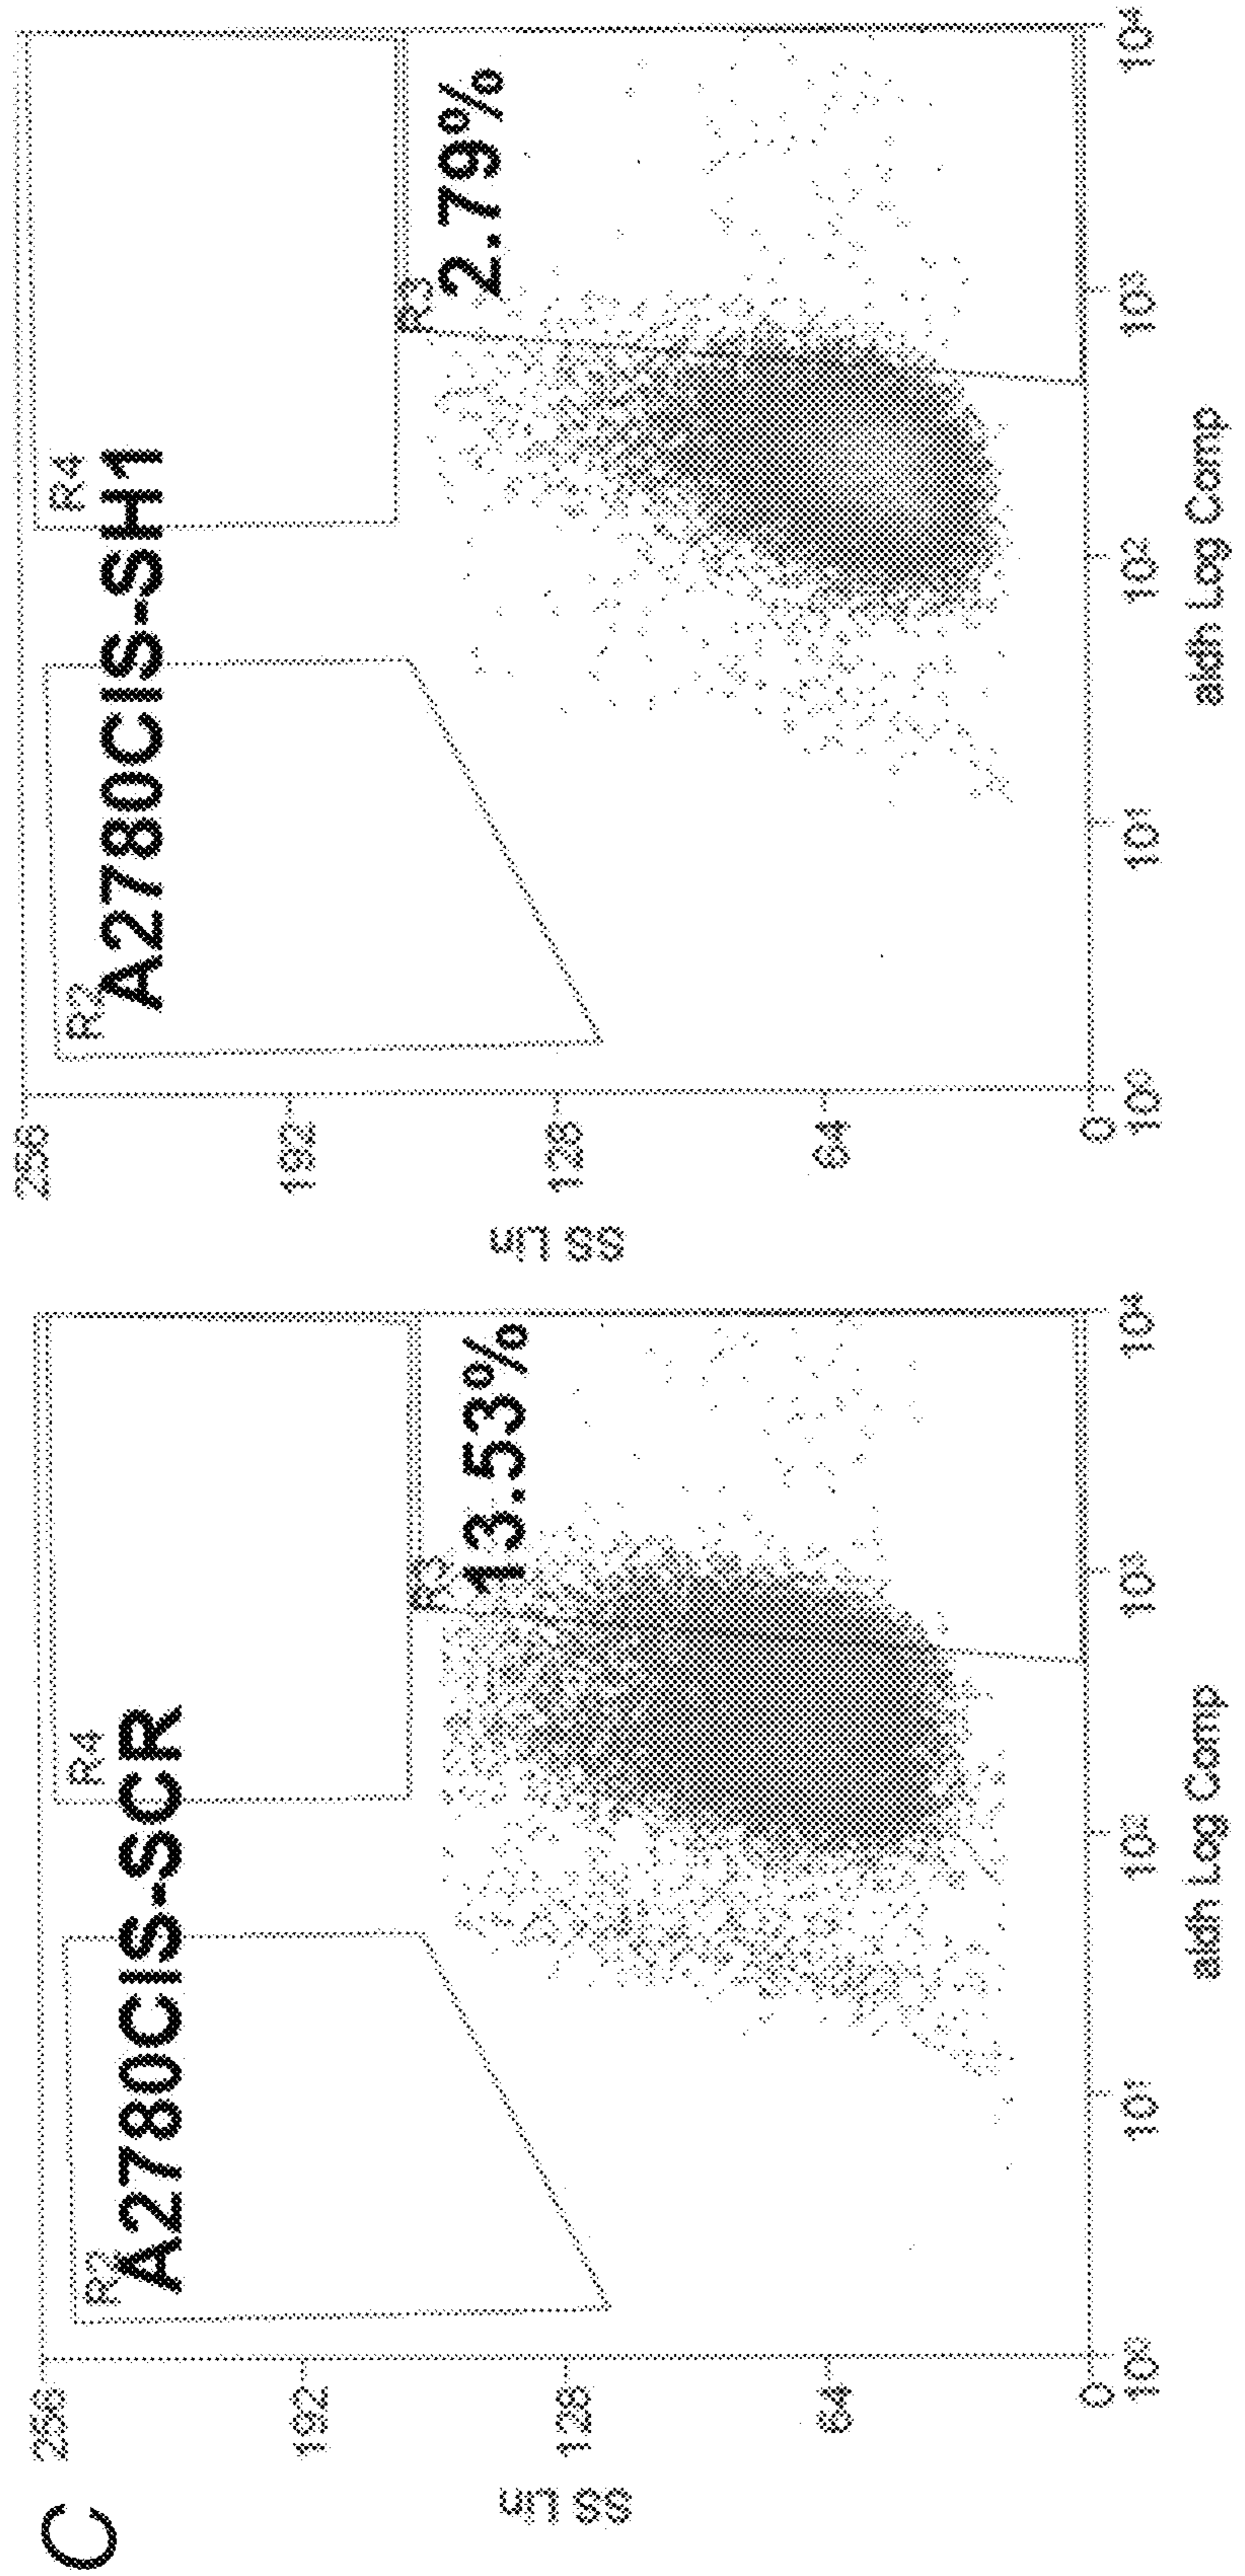 C
A2780CIS-SCR
R2
R4
R3
13.53%
256
192
128
64
0
SS Lin
10⁰
10¹
10²
10³
10⁴
aldh Log Comp
A2780CIS-SH1
R2
R4
R3
2.79%
256
192
128
64
0
SS Lin
10⁰
10¹
10²
10³
10⁴
aldh Log Comp